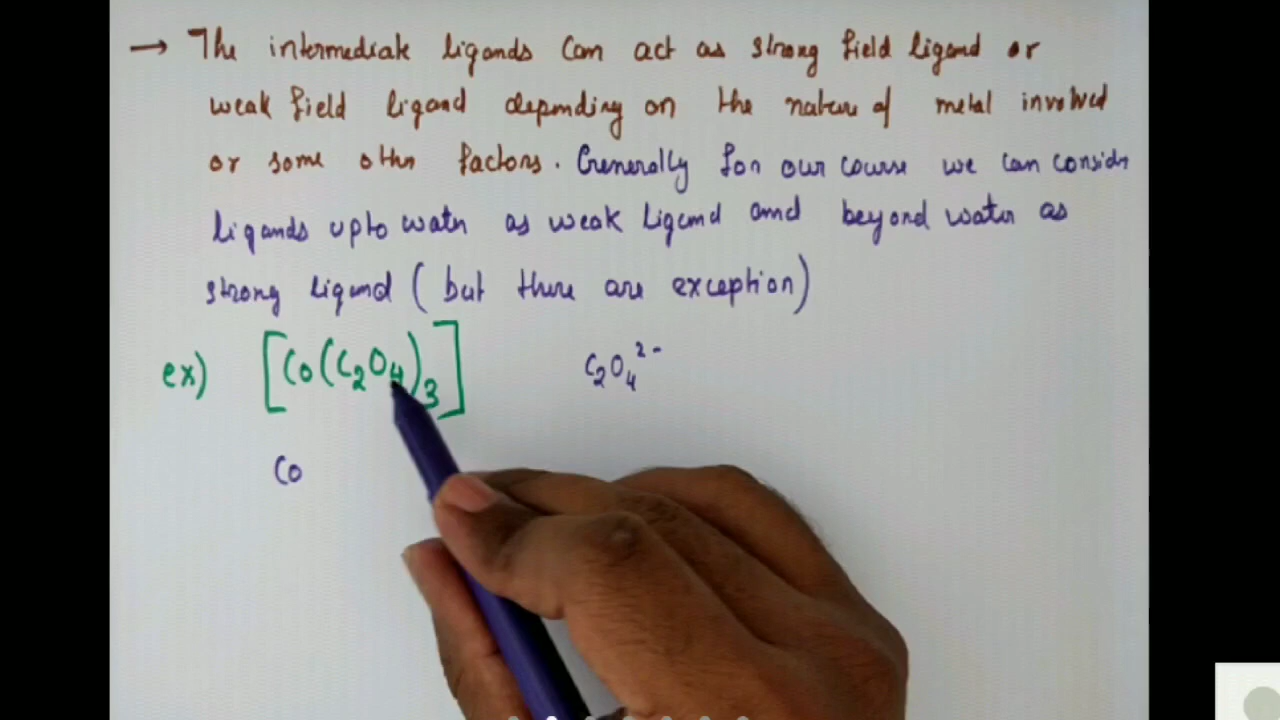 → The intermediate ligands can act as strong field ligand or
weak field ligand depending on the nature of metal involved
or some other factors. Generally for our course we can consider
ligands upto water as weak ligand and beyond water as
strong ligand (but there are exception)
ex) [Co(C₂O₄)₃] C₂O₄²⁻
Co